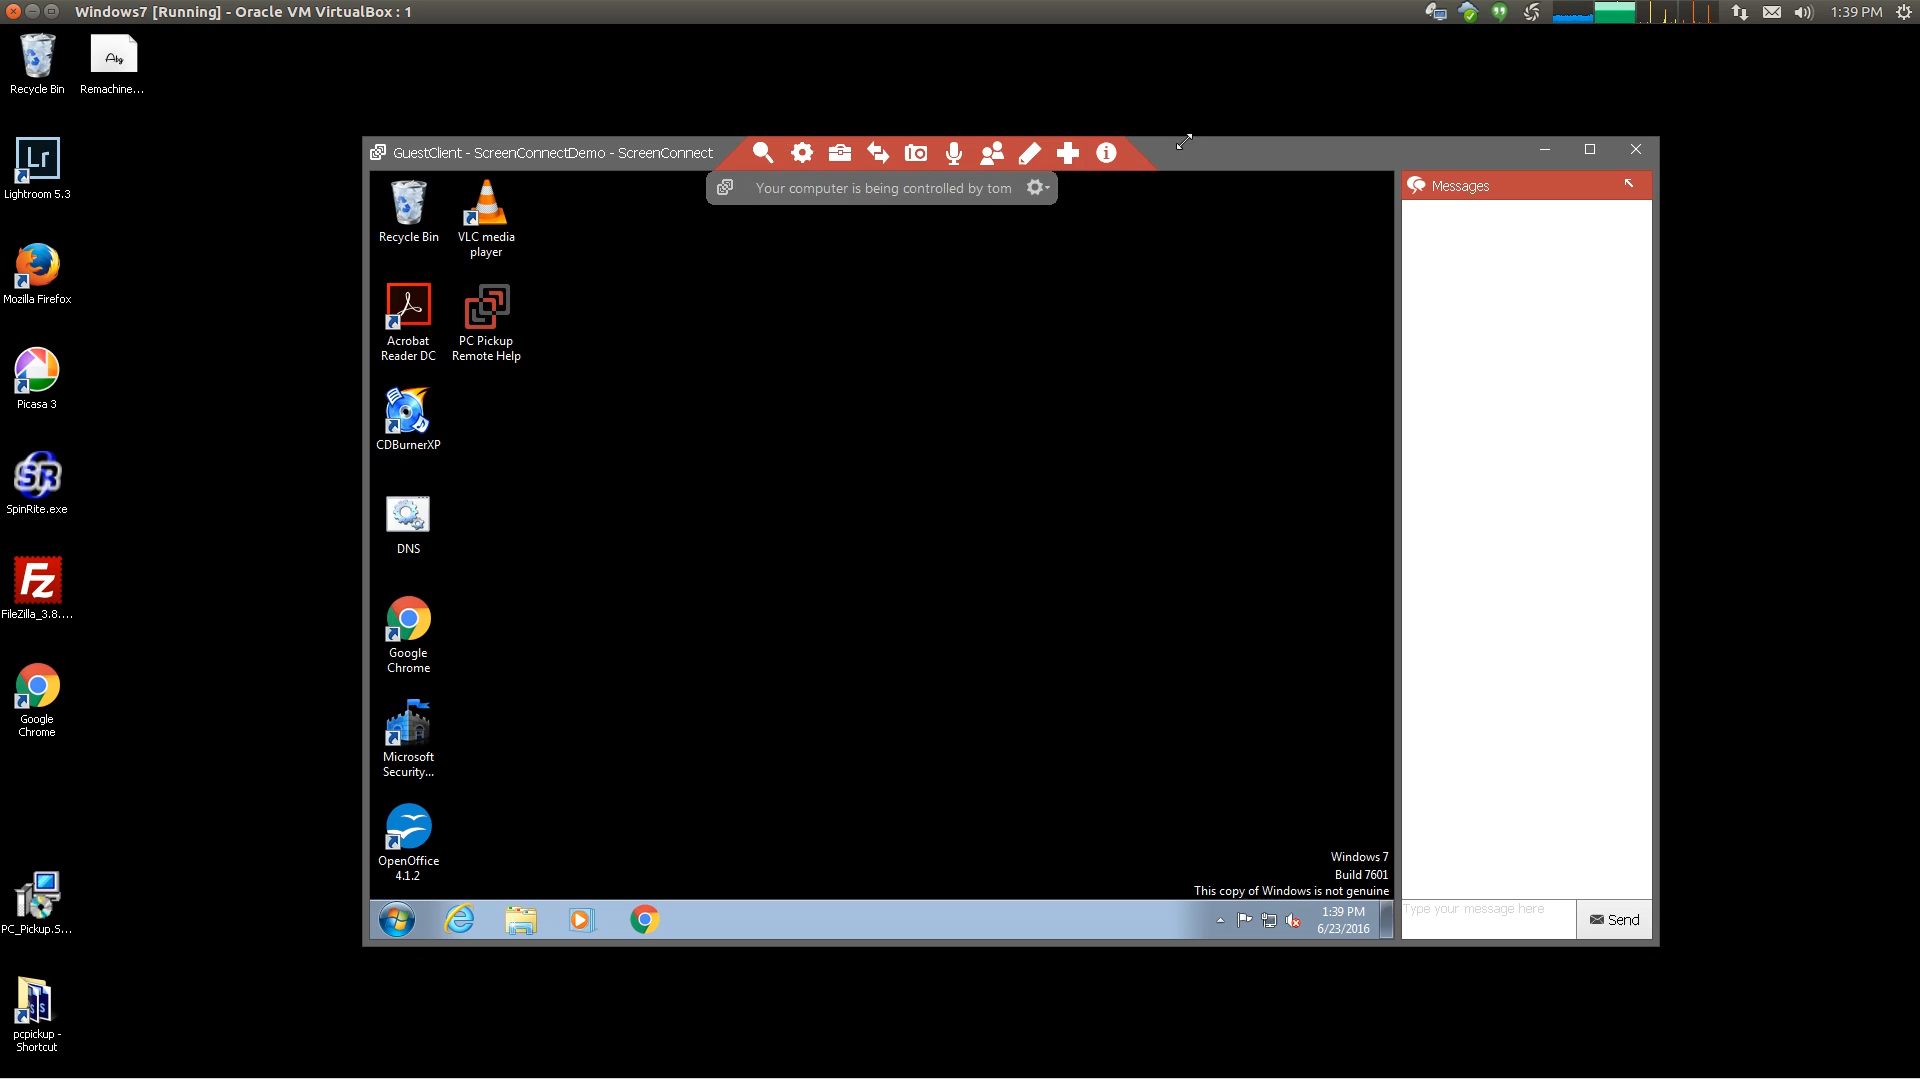 Windows7 [Running] - Oracle VM VirtualBox : 1
1:39 PM
Recycle Bin
Remachine...
Lr
Lightroom 5.3
Mozilla Firefox
Picasa 3
SR
SpinRite.exe
Fz
FileZilla_3.8....
Google
Chrome
PC_Pickup.S...
pcpickup -
Shortcut
GuestClient - ScreenConnectDemo - ScreenConnect
Your computer is being controlled by tom
Recycle Bin
VLC media
player
Acrobat
Reader DC
PC Pickup
Remote Help
CDBurnerXP
DNS
Google
Chrome
Microsoft
Security...
OpenOffice
4.1.2
Windows 7
Build 7601
This copy of Windows is not genuine
1:39 PM
6/23/2016
Messages
Type your message here
Send